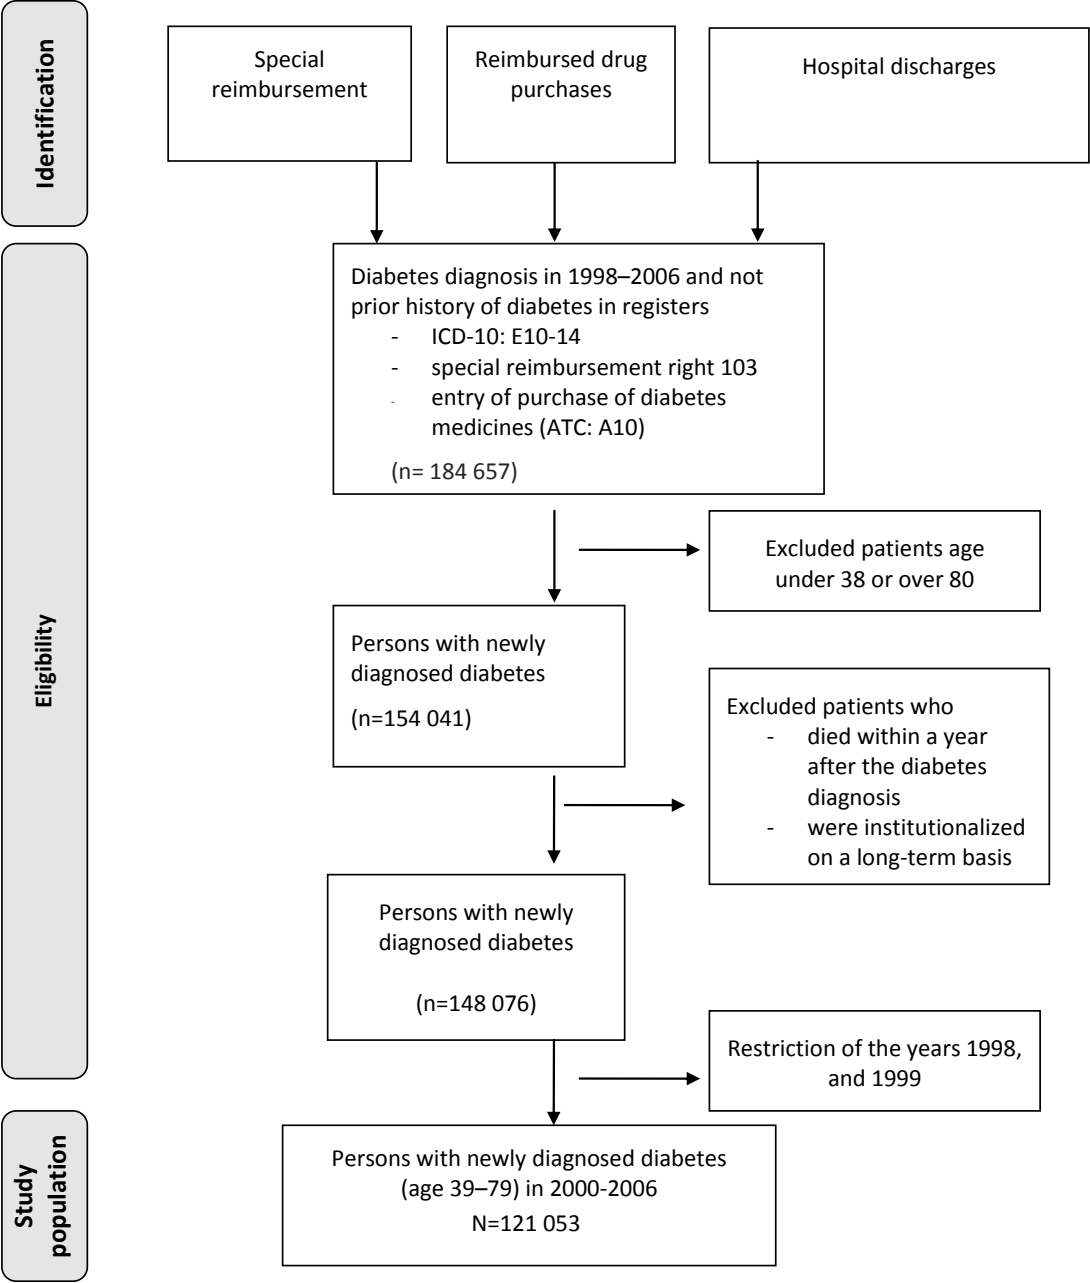 Identification
Special
reimbursement
Reimbursed drug
purchases
Hospital discharges
Eligibility
Diabetes diagnosis in 1998–2006 and not
prior history of diabetes in registers
- ICD-10: E10-14
- special reimbursement right 103
- entry of purchase of diabetes
medicines (ATC: A10)
(n= 184 657)
Excluded patients age
under 38 or over 80
Persons with newly
diagnosed diabetes
(n=154 041)
Excluded patients who
- died within a year
after the diabetes
diagnosis
- were institutionalized
on a long-term basis
Persons with newly
diagnosed diabetes
(n=148 076)
Restriction of the years 1998,
and 1999
Study
population
Persons with newly diagnosed diabetes
(age 39–79) in 2000-2006
N=121 053